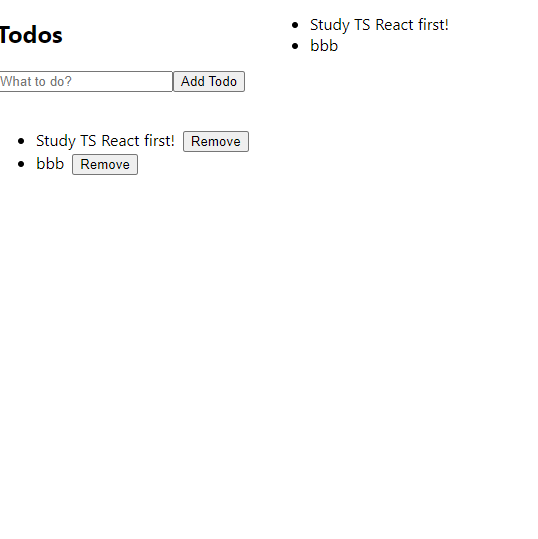 Todos
What to do? Add Todo
Study TS React first! Remove
bbb Remove
Study TS React first!
bbb